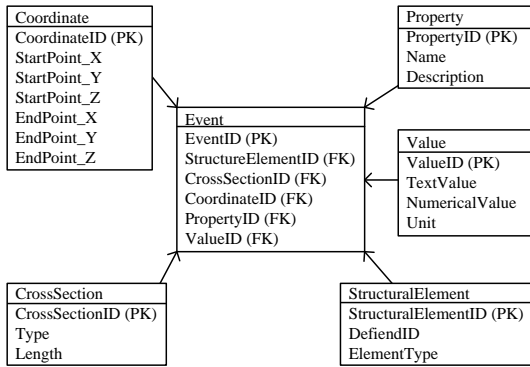 Coordinate
CoordinateID (PK)
StartPoint_X
StartPoint_Y
StartPoint_Z
EndPoint_X
EndPoint_Y
EndPoint_Z
Property
PropertyID (PK)
Name
Description
Event
EventID (PK)
StructureElementID (FK)
CrossSectionID (FK)
CoordinateID (FK)
PropertyID (FK)
ValueID (FK)
Value
ValueID (PK)
TextValue
NumericalValue
Unit
CrossSection
CrossSectionID (PK)
Type
Length
StructuralElement
StructuralElementID (PK)
DefiendID
ElementType